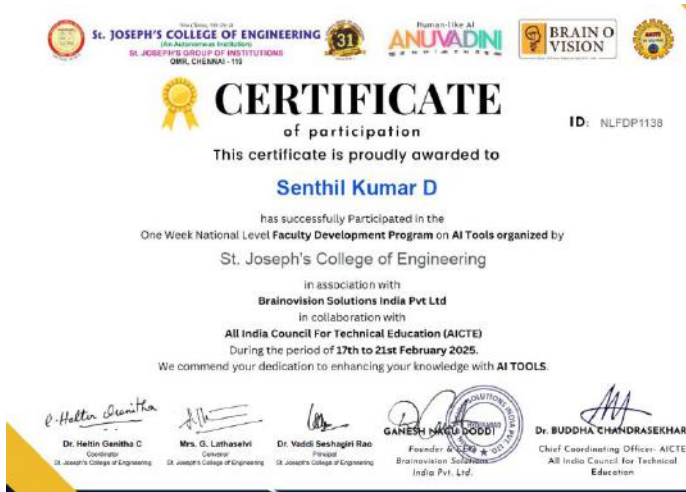 St. JOSEPH'S COLLEGE OF ENGINEERING
(An Autonomous Institution)
St. JOSEPH'S GROUP OF INSTITUTIONS
OMR, CHENNAI - 119
31
Human-Like AI
ANUVADINI
BRAIN O
VISION
CERTIFICATE
of participation
ID: NLFDP1138
This certificate is proudly awarded to
Senthil Kumar D
has successfully Participated in the
One Week National Level Faculty Development Program on AI Tools organized by
St. Joseph's College of Engineering
in association with
Brainovision Solutions India Pvt Ltd
in collaboration with
All India Council For Technical Education (AICTE)
During the period of 17th to 21st February 2025.
We commend your dedication to enhancing your knowledge with AI TOOLS.
Dr. Heltin Genitha C
Coordinator
St. Joseph's College of Engineering
Mrs. G. Lathaselvi
Convenor
St. Joseph's College of Engineering
Dr. Vaddi Seshagiri Rao
Principal
St. Joseph's College of Engineering
GANESH NAGU DODDI
Founder & CEO
Brainovision Solutions
India Pvt. Ltd.
Dr. BUDDHA CHANDRASEKHAR
Chief Coordinating Officer- AICTE
All India Council for Technical
Education